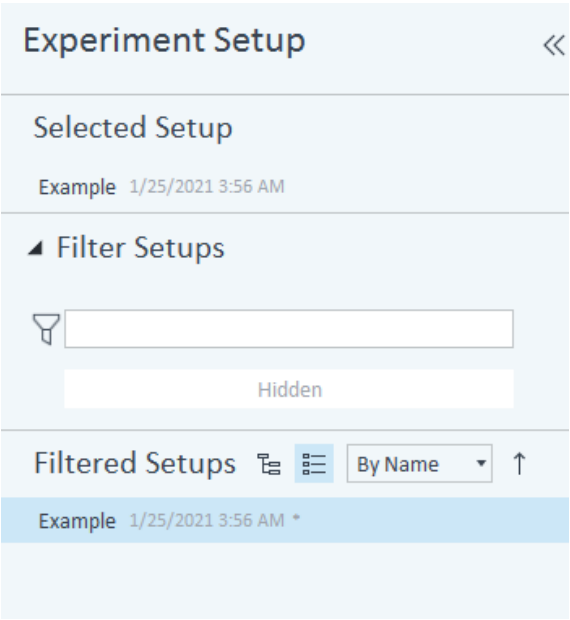 Experiment Setup
Selected Setup
Example 1/25/2021 3:56 AM
Filter Setups
Hidden
Filtered Setups By Name
Example 1/25/2021 3:56 AM *